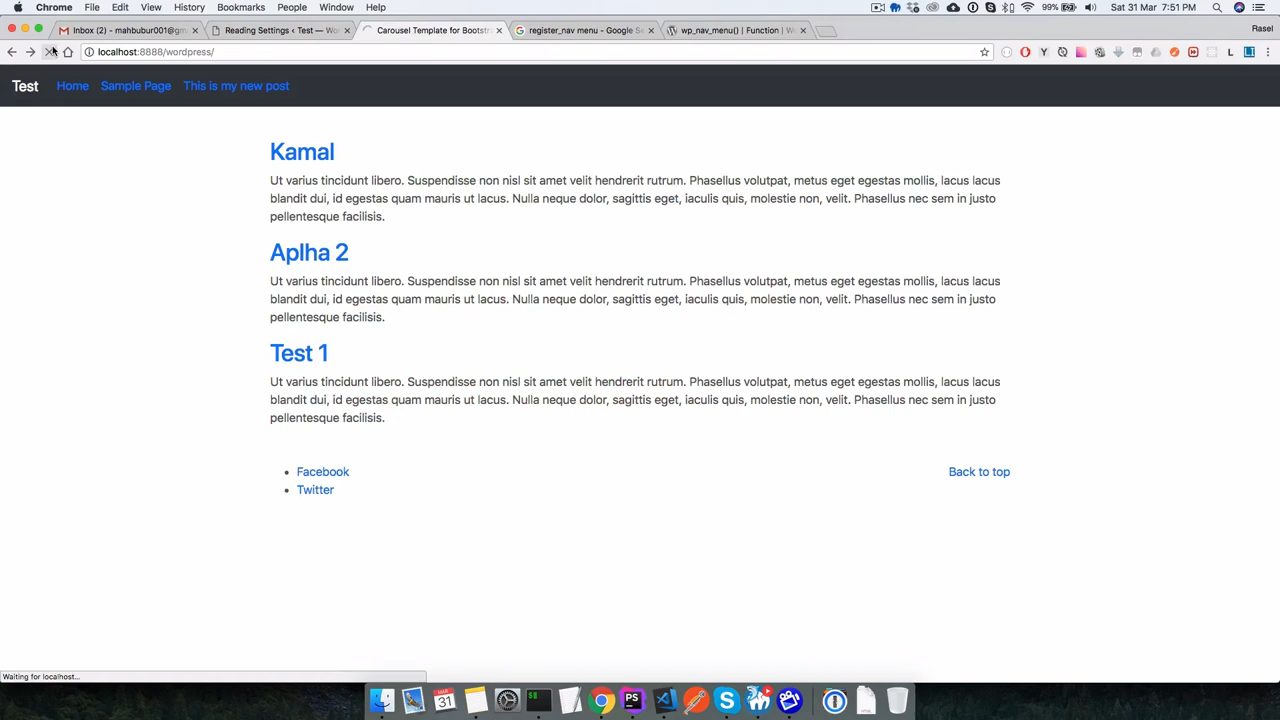 Chrome File Edit View History Bookmarks People Window Help 99% Sat 31 Mar 7:51 PM
Inbox (2) - mahbubur001@gm Reading Settings ‹ Test — Wo Carousel Template for Bootstr register_nav menu - Google Se wp_nav_menu() | Function | W Rasel
localhost:8888/wordpress/
Test Home Sample Page This is my new post
Kamal
Ut varius tincidunt libero. Suspendisse non nisl sit amet velit hendrerit rutrum. Phasellus volutpat, metus eget egestas mollis, lacus lacus
blandit dui, id egestas quam mauris ut lacus. Nulla neque dolor, sagittis eget, iaculis quis, molestie non, velit. Phasellus nec sem in justo
pellentesque facilisis.
Aplha 2
Ut varius tincidunt libero. Suspendisse non nisl sit amet velit hendrerit rutrum. Phasellus volutpat, metus eget egestas mollis, lacus lacus
blandit dui, id egestas quam mauris ut lacus. Nulla neque dolor, sagittis eget, iaculis quis, molestie non, velit. Phasellus nec sem in justo
pellentesque facilisis.
Test 1
Ut varius tincidunt libero. Suspendisse non nisl sit amet velit hendrerit rutrum. Phasellus volutpat, metus eget egestas mollis, lacus lacus
blandit dui, id egestas quam mauris ut lacus. Nulla neque dolor, sagittis eget, iaculis quis, molestie non, velit. Phasellus nec sem in justo
pellentesque facilisis.
Facebook Back to top
Twitter
Waiting for localhost...
31 PS